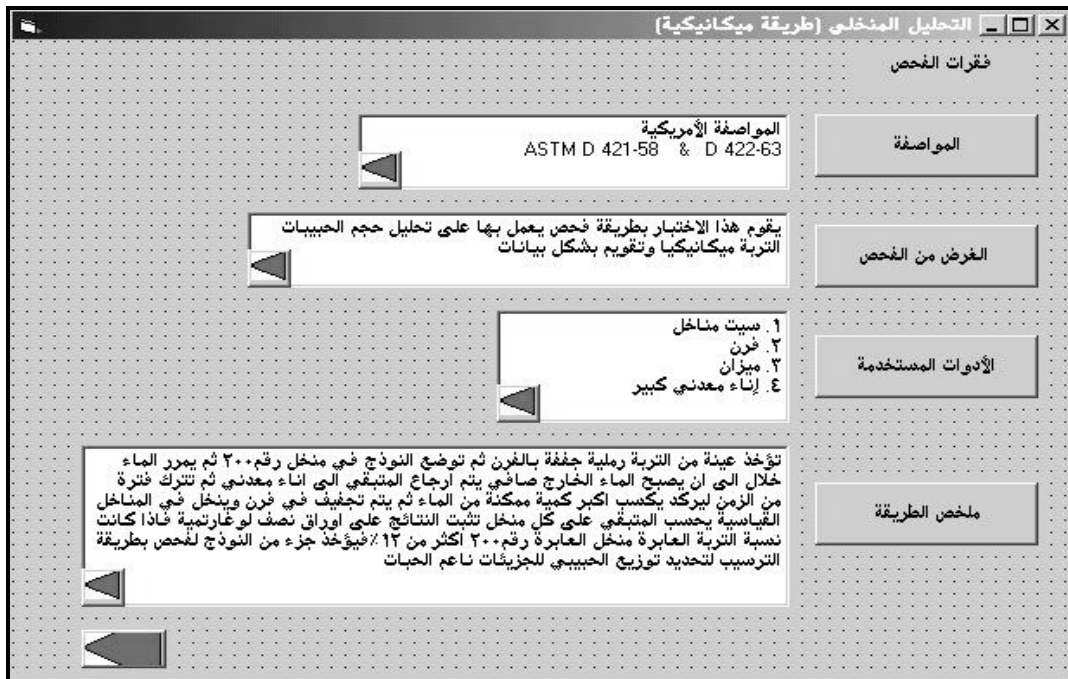 التحليل المنخلي (طريقة ميكانيكية)
فقرات الفحص
المواصفة
المواصفة الأمريكية
ASTM D 421-58 & D 422-63
الغرض من الفحص
يقوم هذا الاختبار بطريقة فحص يعمل بها على تحليل حجم الحبيبات
التربة ميكانيكيا وتقويم بشكل بيانات
الأدوات المستخدمة
١. سيت مناخل
٢. فرن
٣. ميزان
٤. إناء معدني كبير
ملخص الطريقة
تؤخذ عينة من التربة رملية جففة بالفرن ثم توضع النوذج في منخل رقم٢٠٠ ثم يمرر الماء
خلال الى ان يصبح الماء الخارج صافي يتم ارجاع المتبقي الى اناء معدني ثم تترك فترة
من الزمن ليركد يكسب اكبر كمية ممكنة من الماء ثم يتم تجفيف في فرن وينخل في المناخل
القياسية يحسب المتبقي على كل منخل تثبت النتائج على اوراق نصف لوغارتمية فاذا كانت
نسبة التربة العابرة منخل العابرة رقم٢٠٠ اكثر من ١٢٪فيؤخذ جزء من النوذج لفحص بطريقة
الترسيب لتحديد توزيع الحبيبي للجزيئات ناعم الحبات